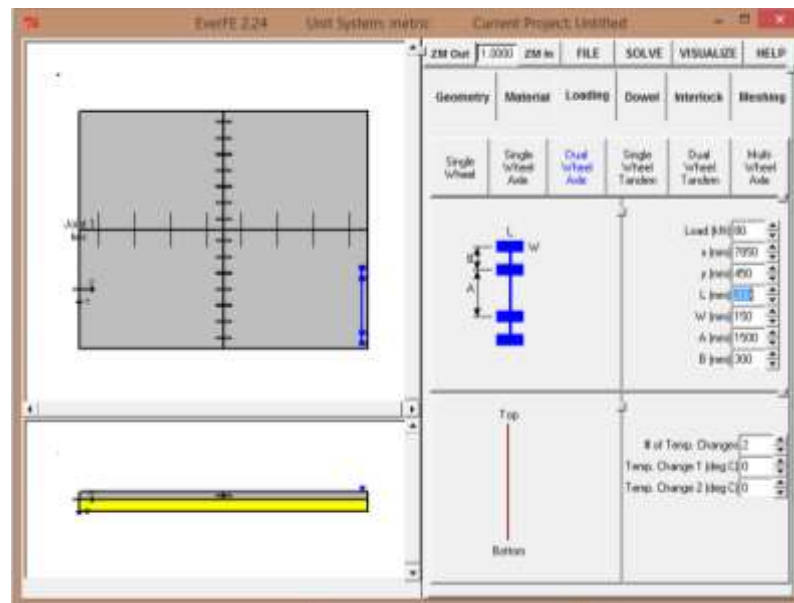 EverFE 2.24 Unit System: metric Current Project: Untitled
ZM Out 1.0000 ZM In FILE SOLVE VISUALIZE HELP
Geometry Material Loading Dowel Interlock Meshing
Single Wheel
Single Wheel Axle
Dual Wheel Axle
Single Wheel Tandem
Dual Wheel Tandem
Multi Wheel Axle
L
W
B
A
Load (kN) 80
x (mm) 7850
y (mm) 450
L (mm)
W (mm) 150
A (mm) 1500
B (mm) 300
Top
Bottom
# of Temp. Changes 2
Temp. Change 1 (deg C) 0
Temp. Change 2 (deg C) 0